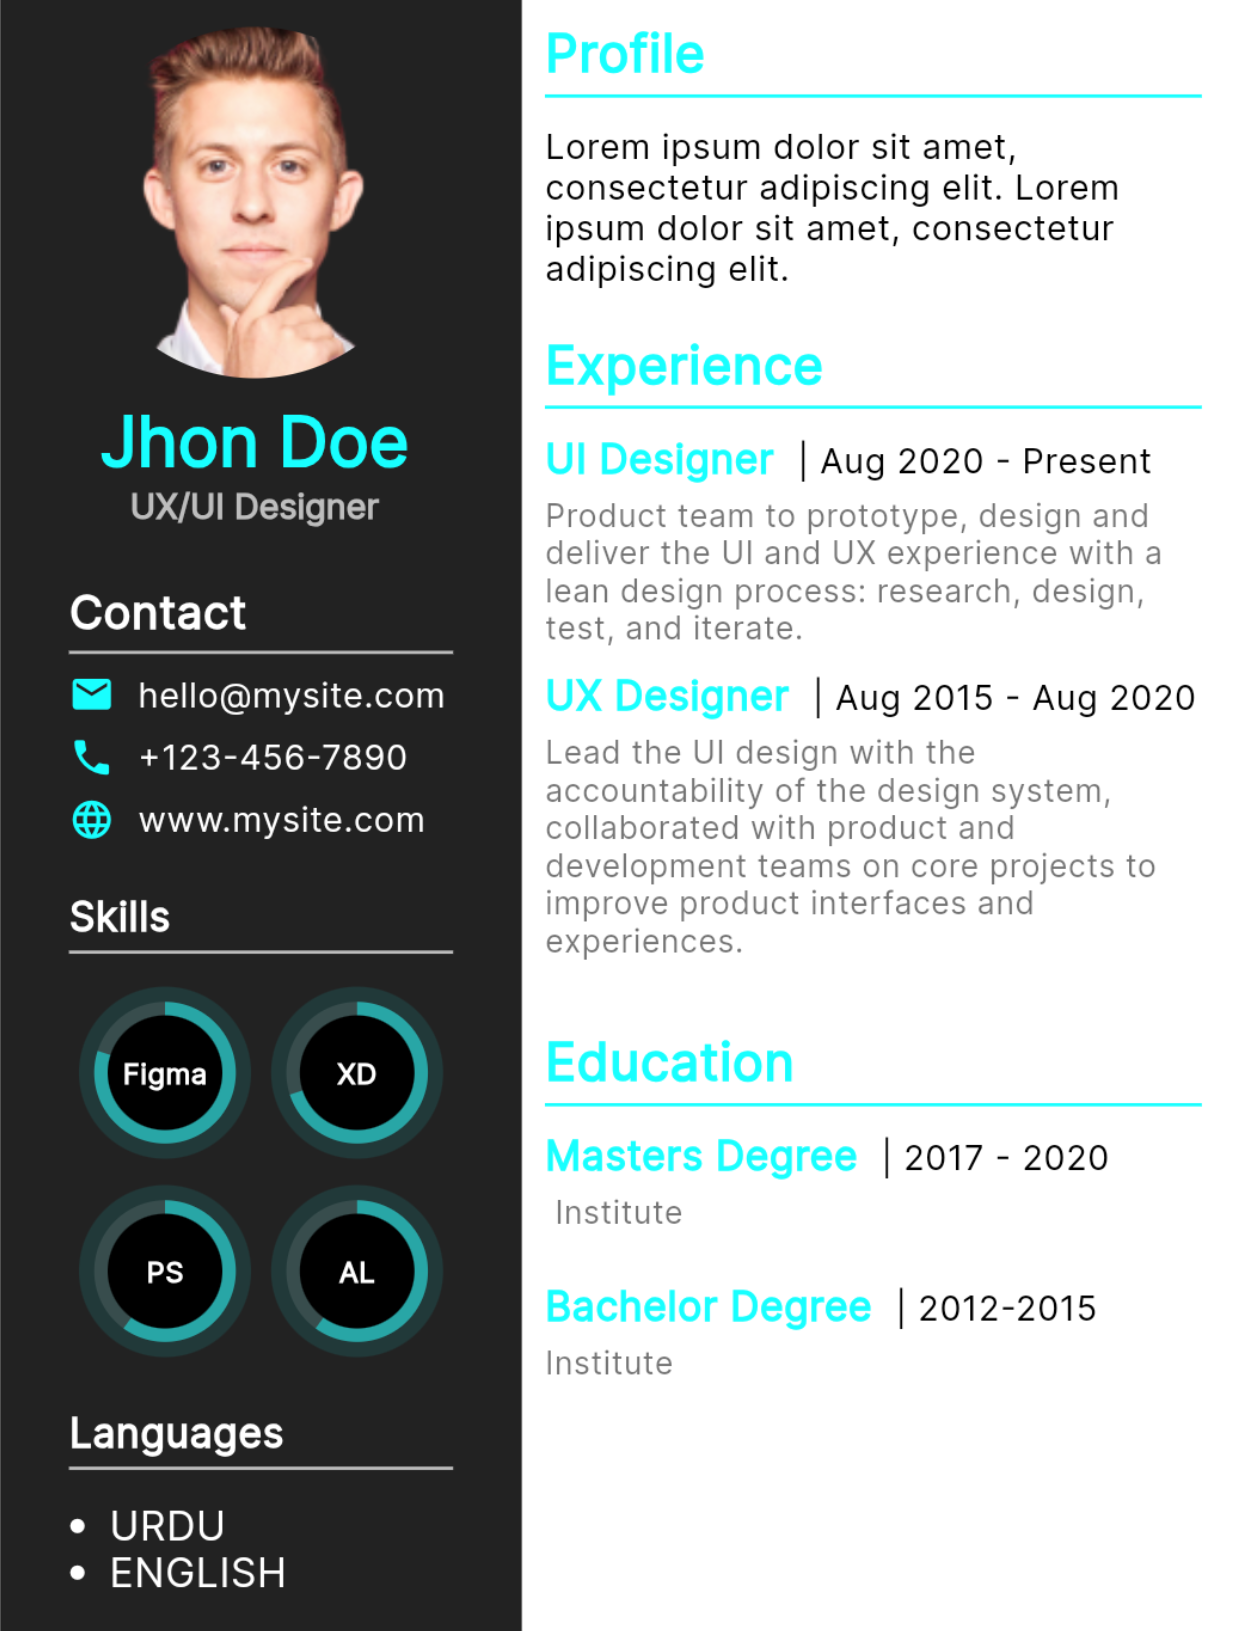 Jhon Doe
UX/UI Designer
Contact
hello@mysite.com
+123-456-7890
www.mysite.com
Skills
Figma
XD
PS
AL
Languages
• URDU
• ENGLISH
Profile
Lorem ipsum dolor sit amet,
consectetur adipiscing elit. Lorem
ipsum dolor sit amet, consectetur
adipiscing elit.
Experience
UI Designer | Aug 2020 - Present
Product team to prototype, design and
deliver the UI and UX experience with a
lean design process: research, design,
test, and iterate.
UX Designer | Aug 2015 - Aug 2020
Lead the UI design with the
accountability of the design system,
collaborated with product and
development teams on core projects to
improve product interfaces and
experiences.
Education
Masters Degree | 2017 - 2020
Institute
Bachelor Degree | 2012-2015
Institute